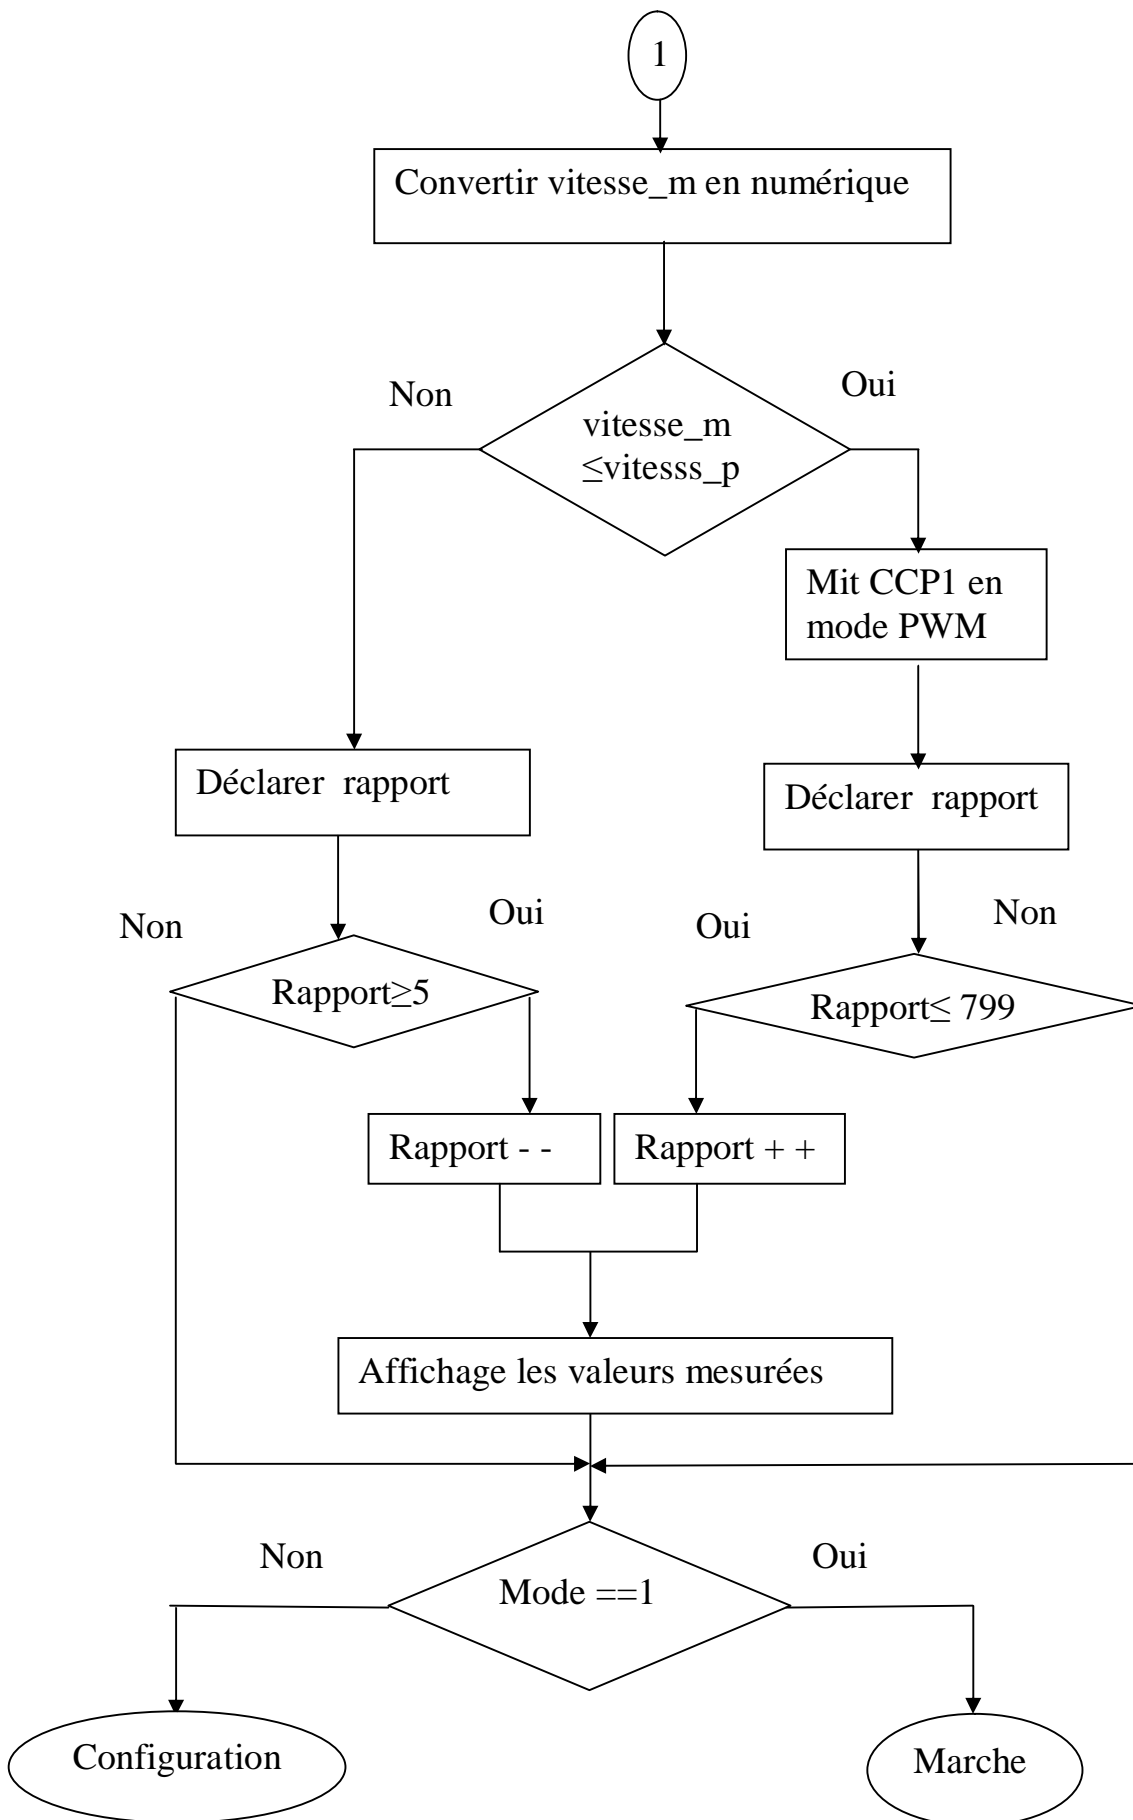 1
Convertir vitesse_m en numérique
Non
Oui
vitesse_m
≤vitesss_p
Mit CCP1 en
mode PWM
Déclarer rapport
Déclarer rapport
Non
Oui
Oui
Non
Rapport≥5
Rapport≤ 799
Rapport - -
Rapport + +
Affichage les valeurs mesurées
Non
Oui
Mode ==1
Configuration
Marche